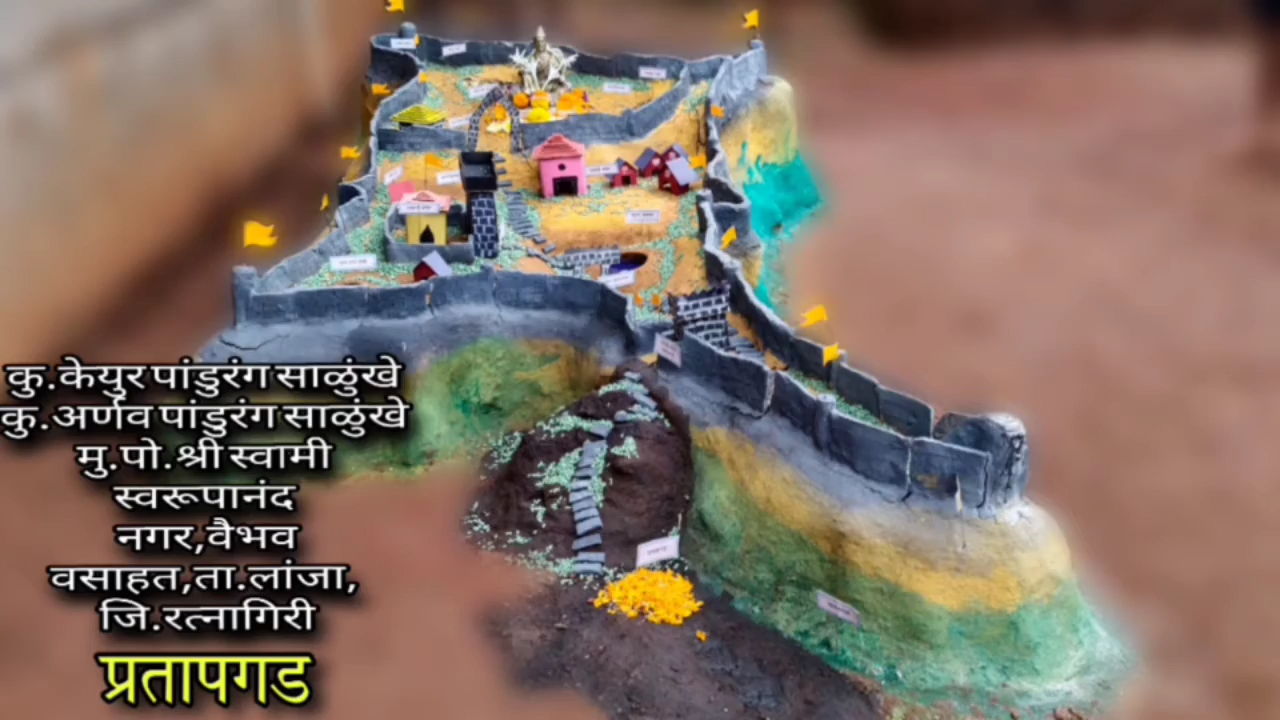 कु.केयुर पांडुरंग साळुंखे
कु.अर्णव पांडुरंग साळुंखे
मु.पो.श्री स्वामी
स्वरूपानंद
नगर,वैभव
वसाहत,ता.लांजा,
जि.रत्नागिरी
प्रतापगड